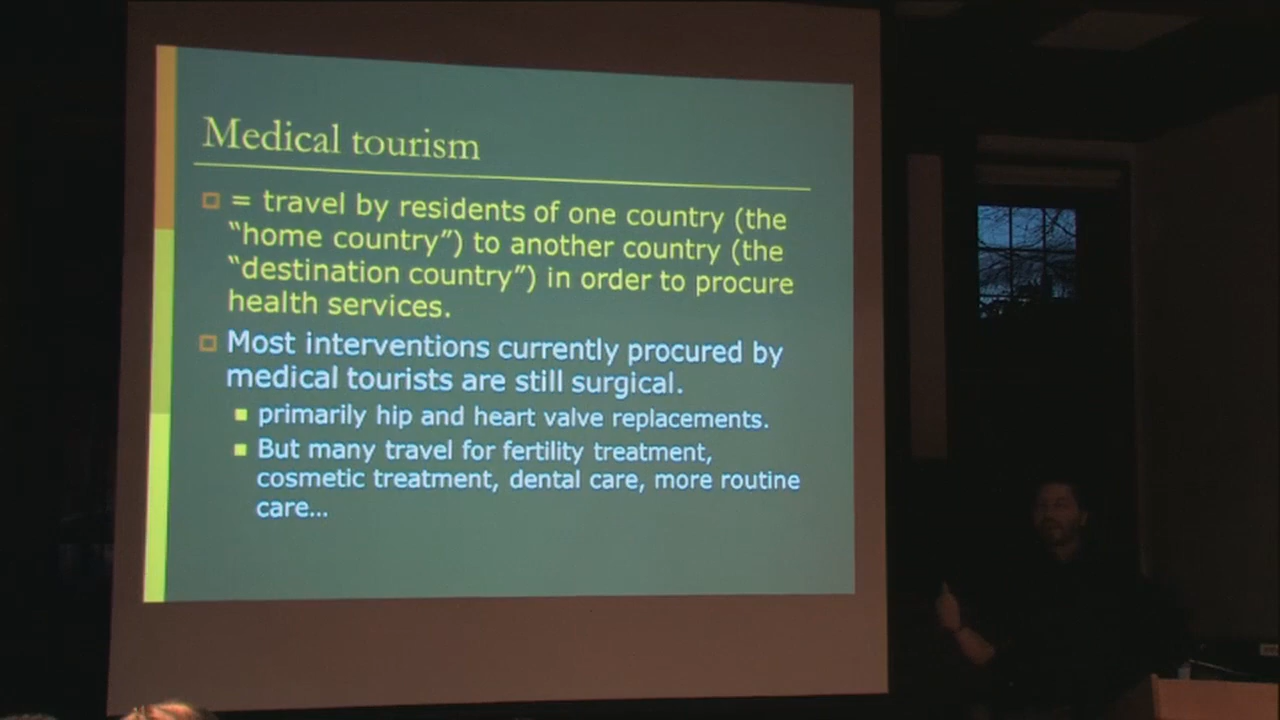 Medical tourism
= travel by residents of one country (the
“home country”) to another country (the
“destination country”) in order to procure
health services.
Most interventions currently procured by
medical tourists are still surgical.
primarily hip and heart valve replacements.
But many travel for fertility treatment,
cosmetic treatment, dental care, more routine
care...